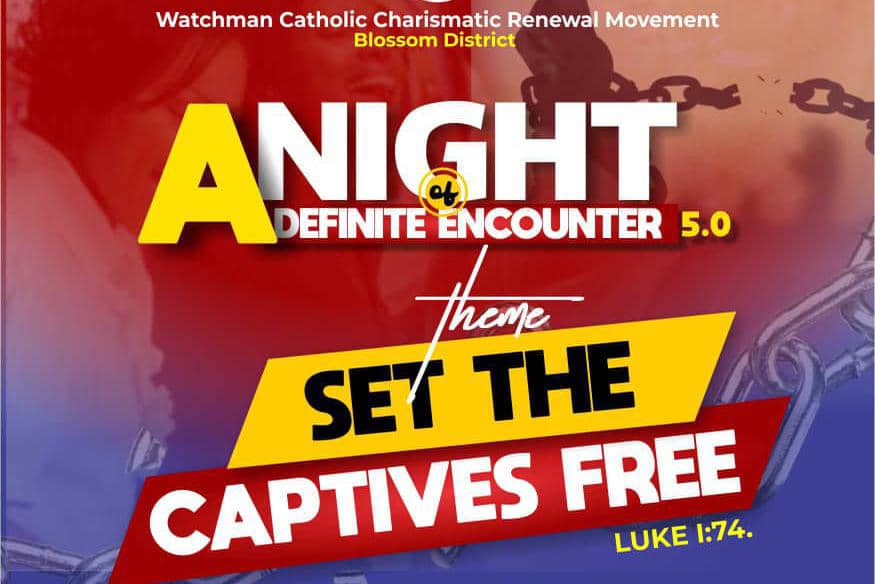 Watchman Catholic Charismatic Renewal Movement
Blossom District
A NIGHT
of
DEFINITE ENCOUNTER 5.0
theme
SET THE
CAPTIVES FREE
LUKE 1:74.